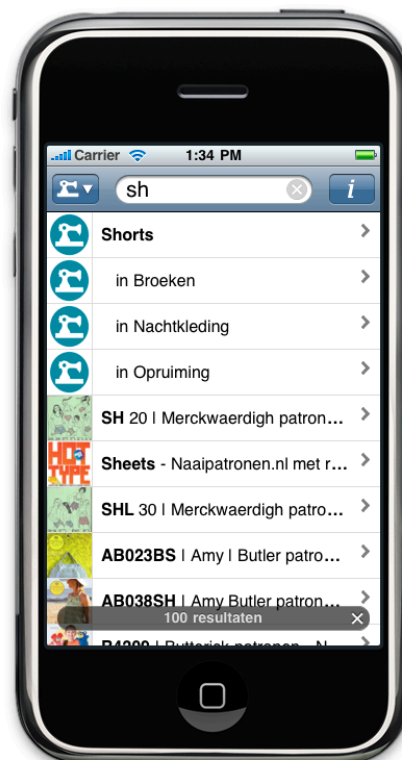 Carrier 1:34 PM
sh
i
Shorts
in Broeken
in Nachtkleding
in Opruiming
SH 20 | Merckwaerdigh patron...
HOT
TYPE
Sheets - Naaipatronen.nl met r...
SHL 30 | Merckwaerdigh patro...
AB023BS | Amy | Butler patro...
AB038SH | Amy Butler patron...
100 resultaten